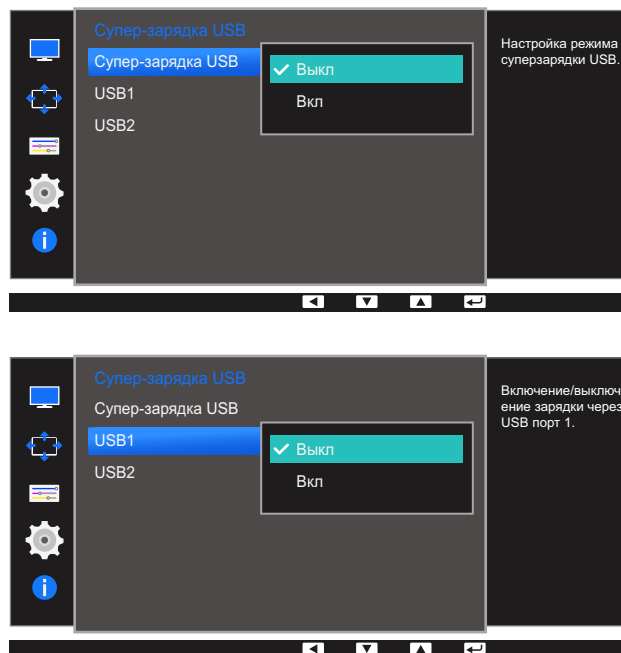 Супер-зарядка USB
Супер-зарядка USB
Выкл
USB1
Вкл
USB2
Настройка режима
суперзарядки USB.
Супер-зарядка USB
Супер-зарядка USB
USB1
Выкл
USB2
Вкл
Включение/выключ
ение зарядки через
USB порт 1.